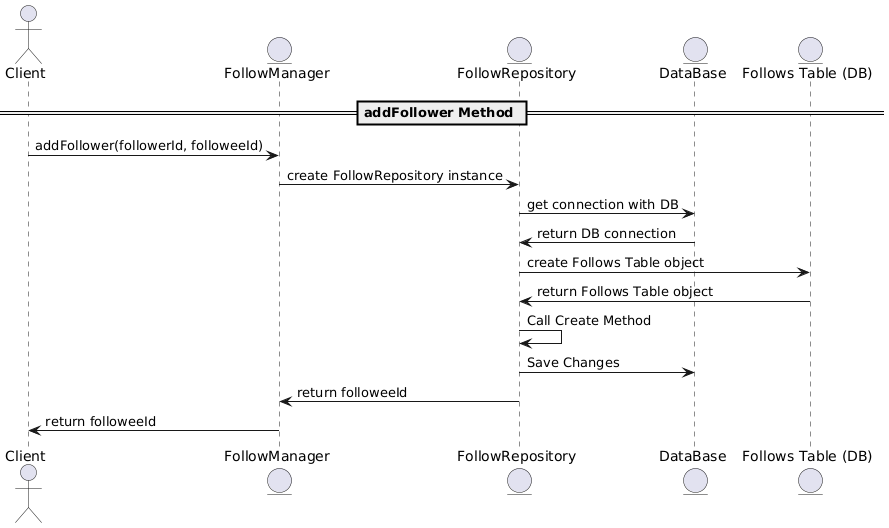 Client
FollowManager
FollowRepository
DataBase
Follows Table (DB)
addFollower Method
addFollower(followerId, followeeId)
create FollowRepository instance
get connection with DB
return DB connection
create Follows Table object
return Follows Table object
Call Create Method
Save Changes
return followeeId
return followeeId
Client
FollowManager
FollowRepository
DataBase
Follows Table (DB)